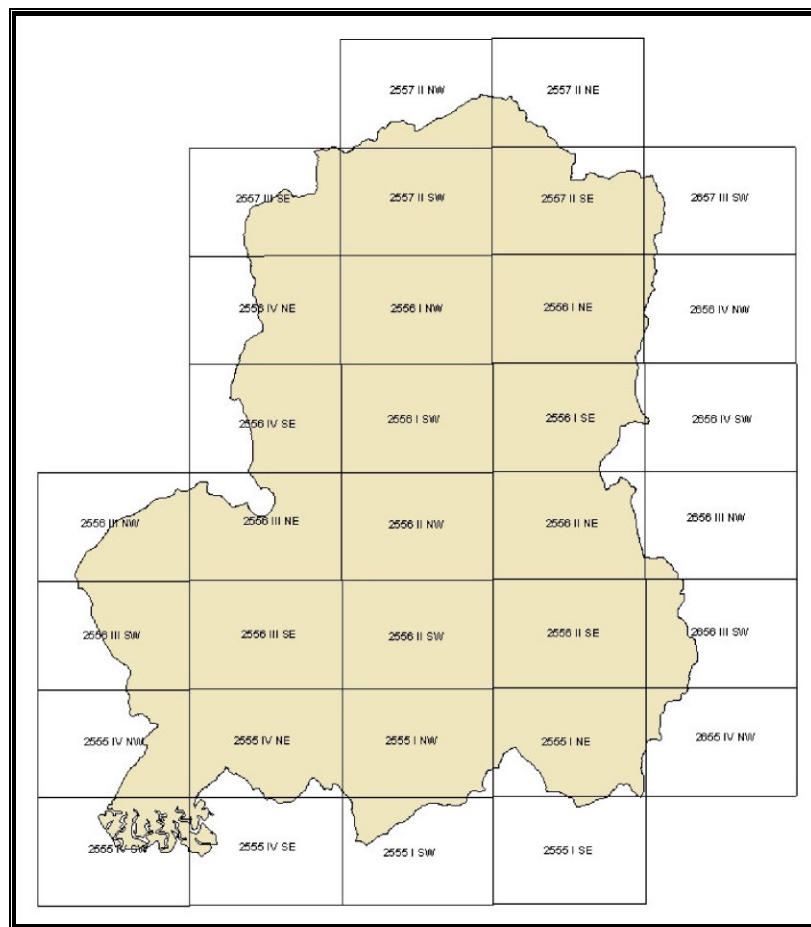 2557 II NW
2557 II NE
2557 III SE
2557 II SW
2557 II SE
2657 III SW
2556 IV NE
2556 I NW
2556 I NE
2656 IV NW
2556 IV SE
2556 I SW
2556 I SE
2656 IV SW
2556 III NW
2556 III NE
2556 II NW
2556 II NE
2656 III NW
2556 III SW
2556 III SE
2556 II SW
2556 II SE
2656 III SW
2555 IV NW
2555 IV NE
2555 I NW
2555 I NE
2655 IV NW
2555 IV SW
2555 IV SE
2555 I SW
2555 I SE